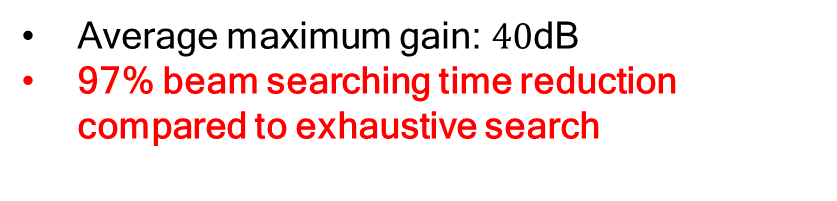 • Average maximum gain: 40dB
• 97% beam searching time reduction
compared to exhaustive search